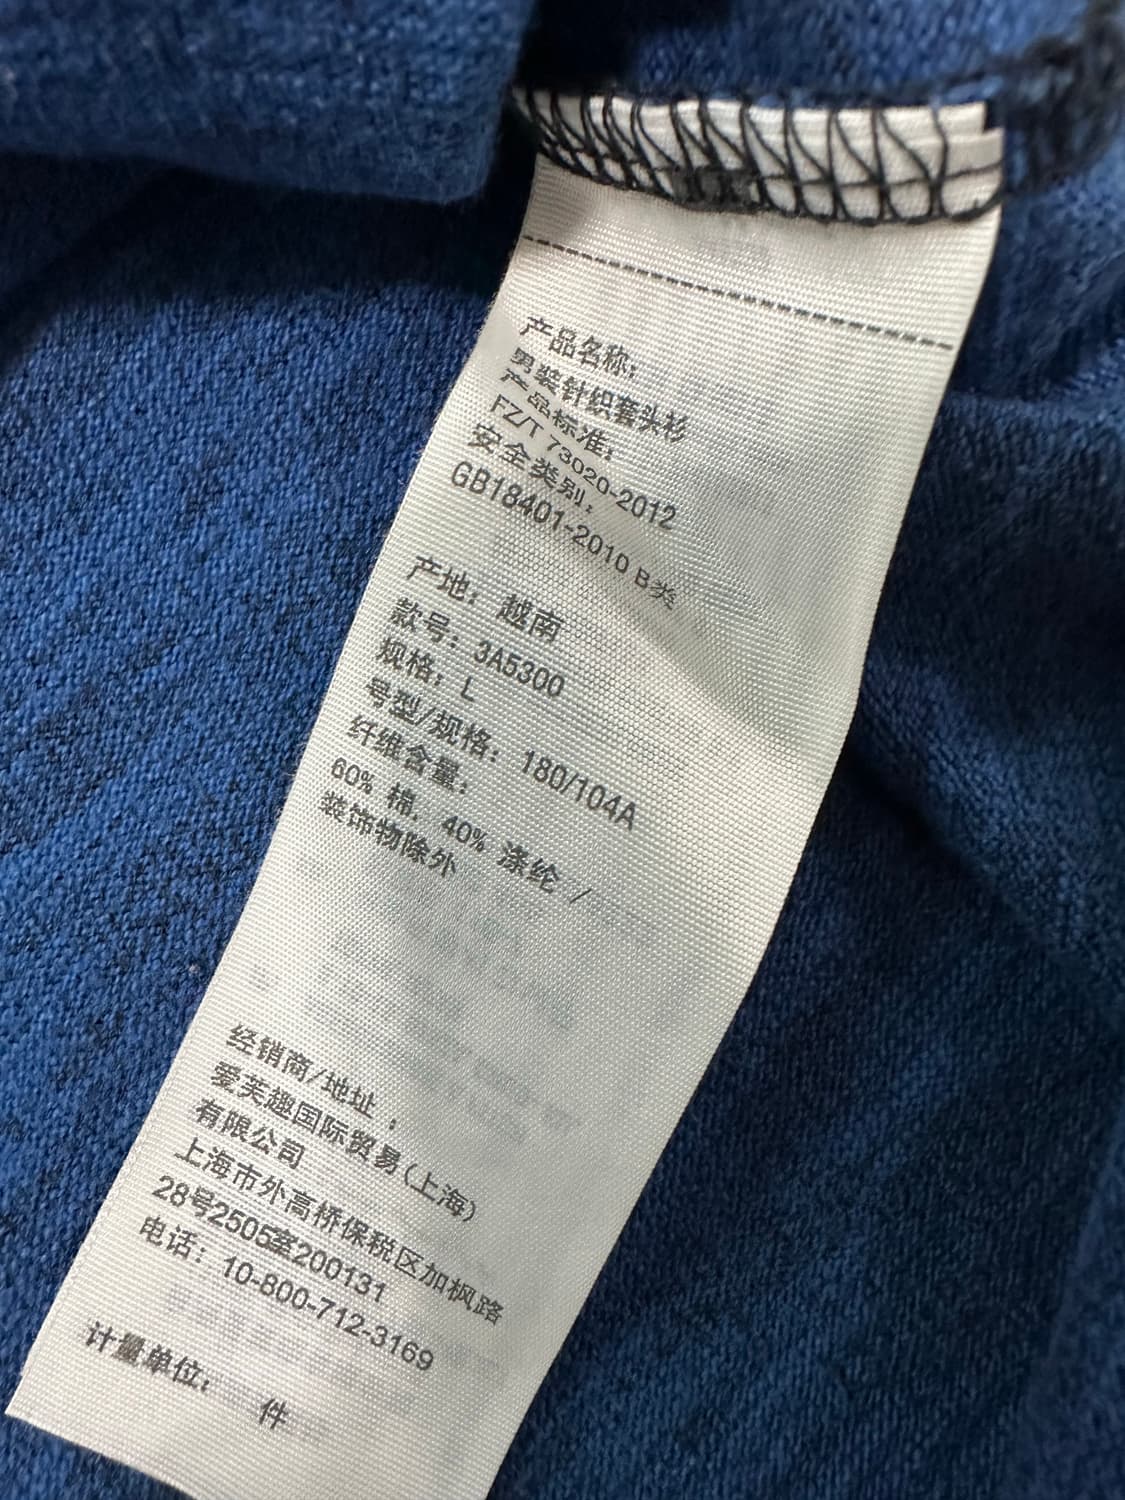 产品名称:
男装针织套头衫
产品标准:
FZ/T 73020-2012
安全类别:
GB18401-2010 B类
产地: 越南
款号: 3A5300
规格: L
号型/规格: 180/104A
纤维含量:
60% 棉, 40% 涤纶 /
装饰物除外
经销商/地址 :
爱芙趣国际贸易(上海)
有限公司
上海市外高桥保税区加枫路
28号2505室200131
电话: 10-800-712-3169
计量单位: 件